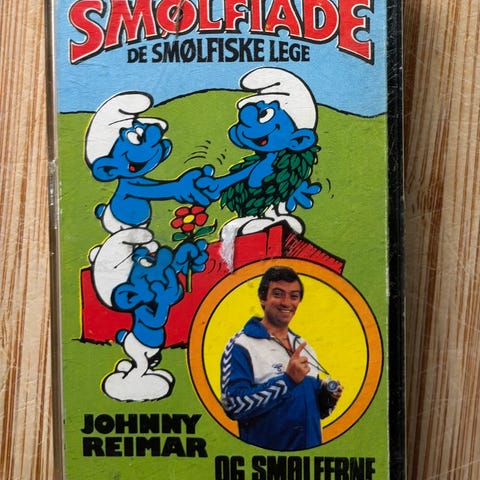 SMØLFIADE
DE SMØLFISKE LEGE
JOHNNY
REIMAR
OG SMØLFERNE